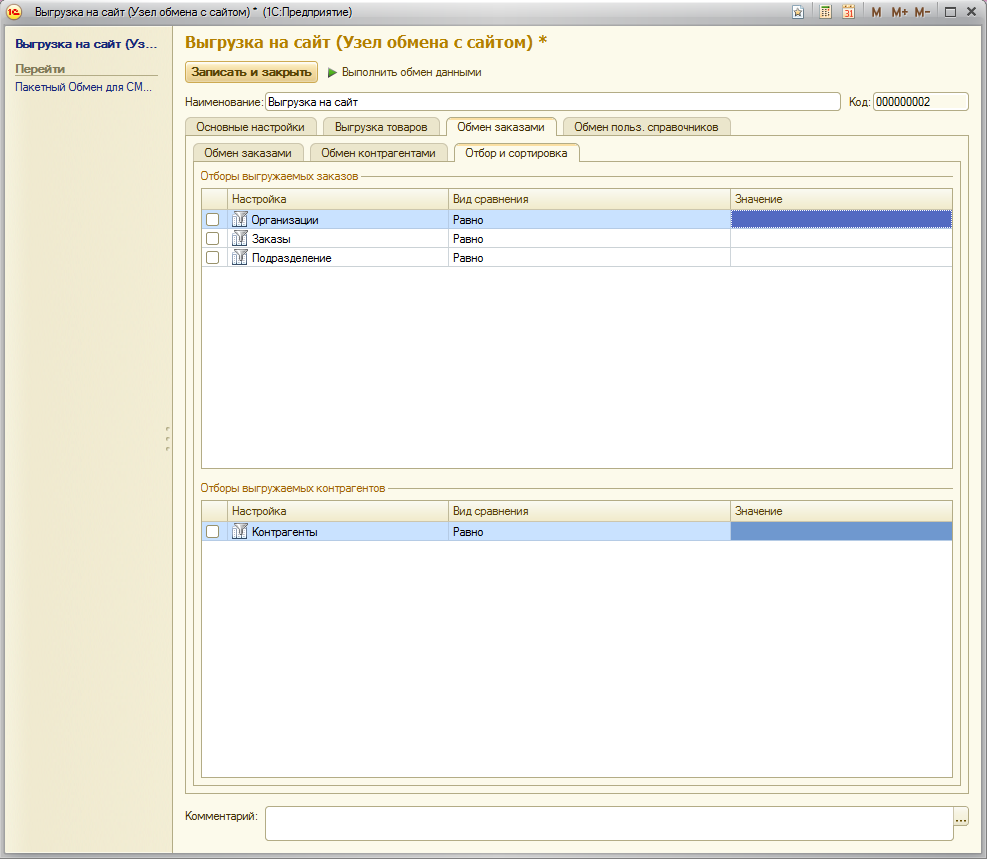 Выгрузка на сайт (Узел обмена с сайтом) * (1С:Предприятие)
31 M M+ M-
Выгрузка на сайт (Уз...
Перейти
Пакетный Обмен для СМ...
Выгрузка на сайт (Узел обмена с сайтом) *
Записать и закрыть Выполнить обмен данными
Наименование: Выгрузка на сайт Код: 000000002
Основные настройки Выгрузка товаров Обмен заказами Обмен польз. справочников
Обмен заказами Обмен контрагентами Отбор и сортировка
Отборы выгружаемых заказов
Настройка Вид сравнения Значение
Организации Равно
Заказы Равно
Подразделение Равно
Отборы выгружаемых контрагентов
Настройка Вид сравнения Значение
Контрагенты Равно
Комментарий: ...